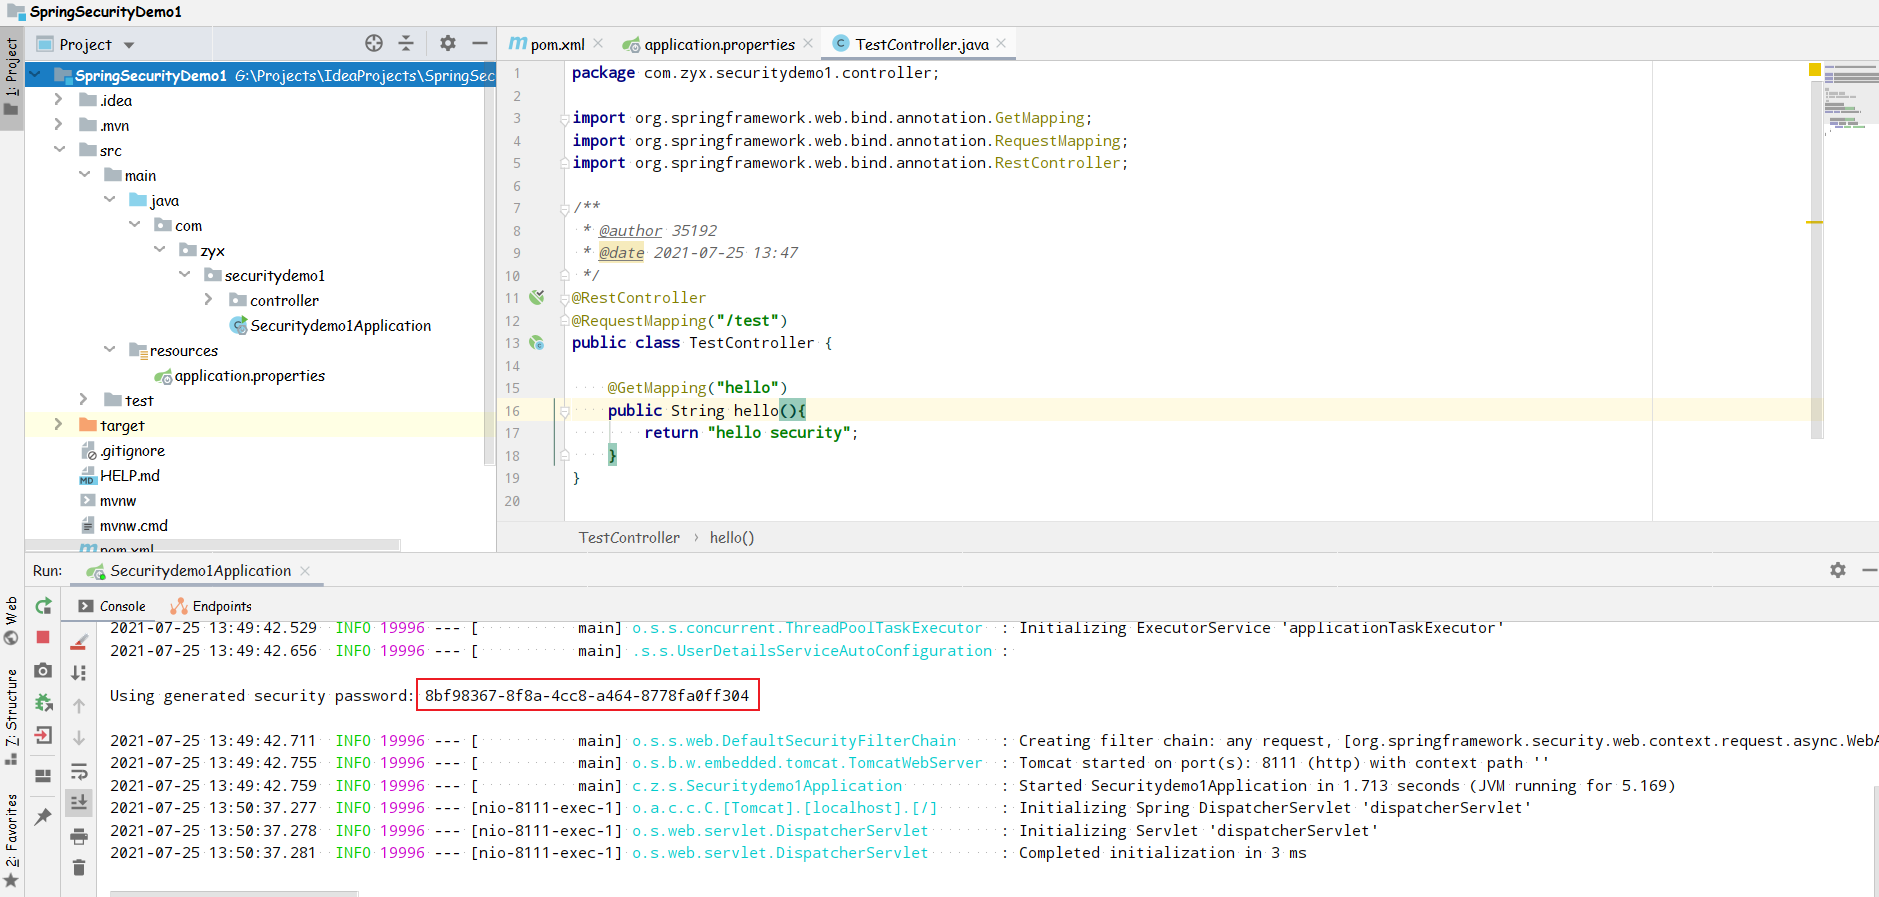 SpringSecurityDemo1
1: Project
Project
SpringSecurityDemo1 G:\Projects\IdeaProjects\SpringSec
.idea
.mvn
src
main
java
com
zyx
securitydemo1
controller
Securitydemo1Application
resources
application.properties
test
target
.gitignore
HELP.md
mvnw
mvnw.cmd
pom.xml
pom.xml
application.properties
TestController.java
1 package com.zyx.securitydemo1.controller;
2
3 import org.springframework.web.bind.annotation.GetMapping;
4 import org.springframework.web.bind.annotation.RequestMapping;
5 import org.springframework.web.bind.annotation.RestController;
6
7 /**
8 * @author 35192
9 * @date 2021-07-25 13:47
10 */
11 @RestController
12 @RequestMapping("/test")
13 public class TestController {
14
15 @GetMapping("hello")
16 public String hello(){
17 return "hello security";
18 }
19 }
20
TestController › hello()
Run: Securitydemo1Application
Console Endpoints
Web
7: Structure
2: Favorites
2021-07-25 13:49:42.529 INFO 19996 --- [ main] o.s.s.concurrent.ThreadPoolTaskExecutor : Initializing ExecutorService 'applicationTaskExecutor'
2021-07-25 13:49:42.656 INFO 19996 --- [ main] .s.s.UserDetailsServiceAutoConfiguration :
Using generated security password: 8bf98367-8f8a-4cc8-a464-8778fa0ff304
2021-07-25 13:49:42.711 INFO 19996 --- [ main] o.s.s.web.DefaultSecurityFilterChain : Creating filter chain: any request, [org.springframework.security.web.context.request.async.WebA
2021-07-25 13:49:42.755 INFO 19996 --- [ main] o.s.b.w.embedded.tomcat.TomcatWebServer : Tomcat started on port(s): 8111 (http) with context path ''
2021-07-25 13:49:42.759 INFO 19996 --- [ main] c.z.s.Securitydemo1Application : Started Securitydemo1Application in 1.713 seconds (JVM running for 5.169)
2021-07-25 13:50:37.277 INFO 19996 --- [nio-8111-exec-1] o.a.c.c.C.[Tomcat].[localhost].[/] : Initializing Spring DispatcherServlet 'dispatcherServlet'
2021-07-25 13:50:37.278 INFO 19996 --- [nio-8111-exec-1] o.s.web.servlet.DispatcherServlet : Initializing Servlet 'dispatcherServlet'
2021-07-25 13:50:37.281 INFO 19996 --- [nio-8111-exec-1] o.s.web.servlet.DispatcherServlet : Completed initialization in 3 ms